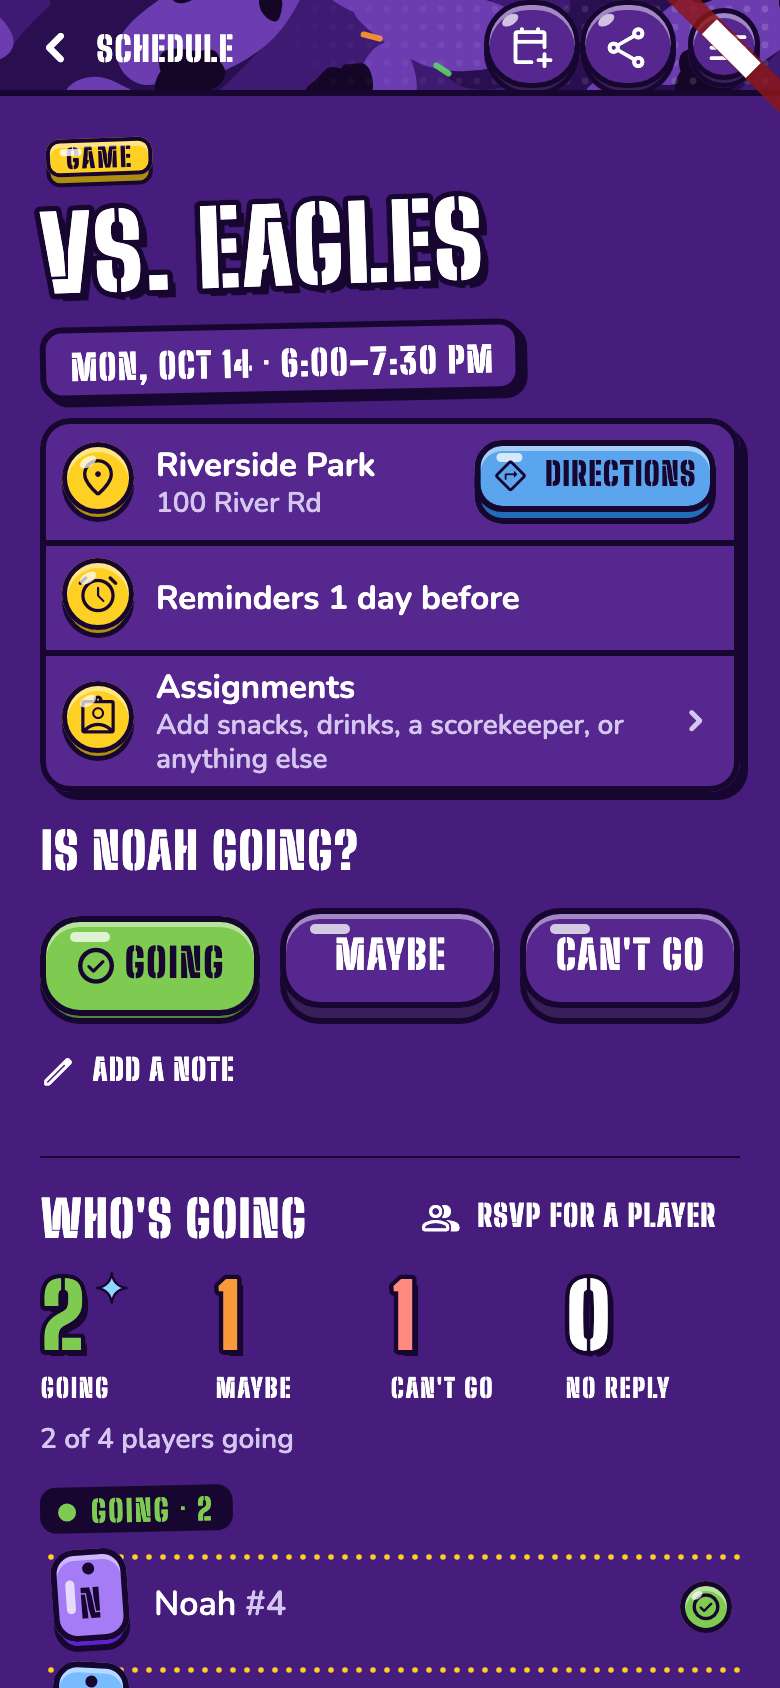 SCHEDULE
GAME
VS. EAGLES
MON, OCT 14 · 6:00–7:30 PM
Riverside Park
100 River Rd
DIRECTIONS
Reminders 1 day before
Assignments
Add snacks, drinks, a scorekeeper, or
anything else
IS NOAH GOING?
GOING
MAYBE
CAN'T GO
ADD A NOTE
WHO'S GOING
RSVP FOR A PLAYER
2
1
1
0
GOING
MAYBE
CAN'T GO
NO REPLY
2 of 4 players going
GOING · 2
N
Noah #4